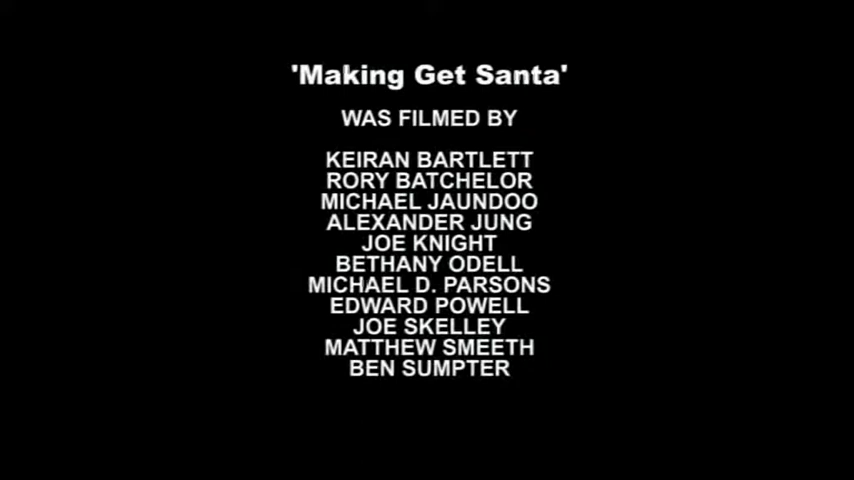 'Making Get Santa'
WAS FILMED BY
KEIRAN BARTLETT
RORY BATCHELOR
MICHAEL JAUNDOO
ALEXANDER JUNG
JOE KNIGHT
BETHANY ODELL
MICHAEL D. PARSONS
EDWARD POWELL
JOE SKELLEY
MATTHEW SMEETH
BEN SUMPTER